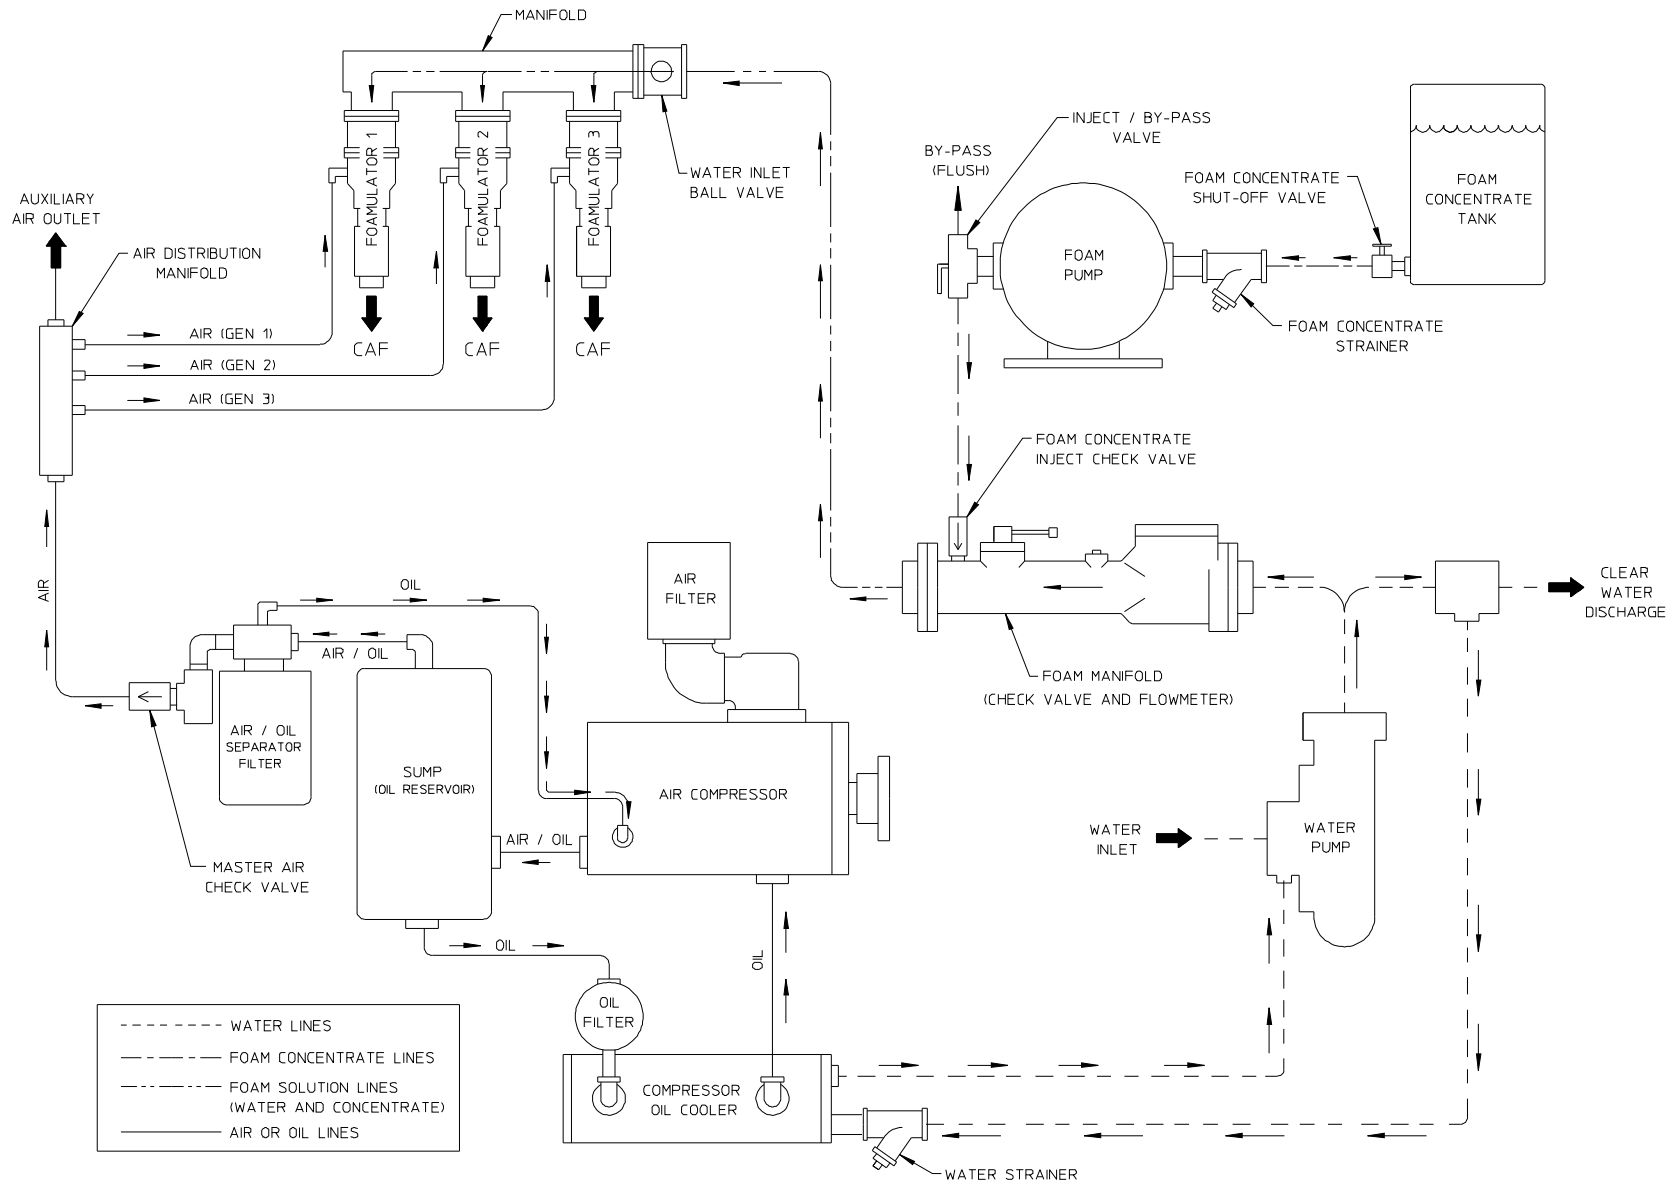 MANIFOLD
FOAMULATOR 1
FOAMULATOR 2
FOAMULATOR 3
WATER INLET
BALL VALVE
AUXILIARY
AIR OUTLET
AIR DISTRIBUTION
MANIFOLD
AIR (GEN 1)
AIR (GEN 2)
AIR (GEN 3)
CAF
CAF
CAF
INJECT / BY-PASS
VALVE
BY-PASS
(FLUSH)
FOAM
PUMP
FOAM CONCENTRATE
SHUT-OFF VALVE
FOAM
CONCENTRATE
TANK
FOAM CONCENTRATE
STRAINER
FOAM CONCENTRATE
INJECT CHECK VALVE
AIR
OIL
AIR / OIL
AIR
FILTER
CLEAR
WATER
DISCHARGE
FOAM MANIFOLD
(CHECK VALVE AND FLOWMETER)
AIR / OIL
SEPARATOR
FILTER
SUMP
(OIL RESERVOIR)
AIR COMPRESSOR
AIR / OIL
WATER
INLET
WATER
PUMP
MASTER AIR
CHECK VALVE
OIL
OIL
OIL
FILTER
COMPRESSOR
OIL COOLER
WATER STRAINER
WATER LINES
FOAM CONCENTRATE LINES
FOAM SOLUTION LINES
(WATER AND CONCENTRATE)
AIR OR OIL LINES